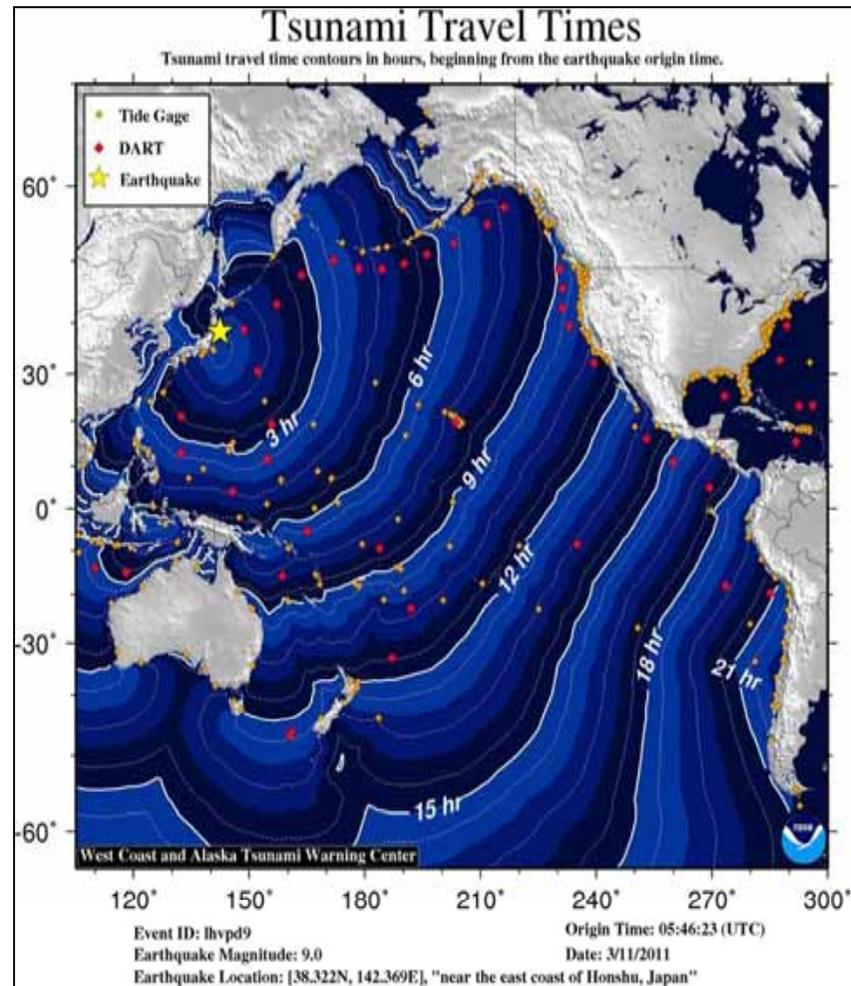 Tsunami Travel Times
Tsunami travel time contours in hours, beginning from the earthquake origin time.
Tide Gage
DART
Earthquake
60°
30°
0°
-30°
-60°
3 hr
6 hr
9 hr
12 hr
15 hr
18 hr
21 hr
West Coast and Alaska Tsunami Warning Center
120° 150° 180° 210° 240° 270° 300°
Event ID: lhvpd9
Origin Time: 05:46:23 (UTC)
Earthquake Magnitude: 9.0
Date: 3/11/2011
Earthquake Location: [38.322N, 142.369E], "near the east coast of Honshu, Japan"